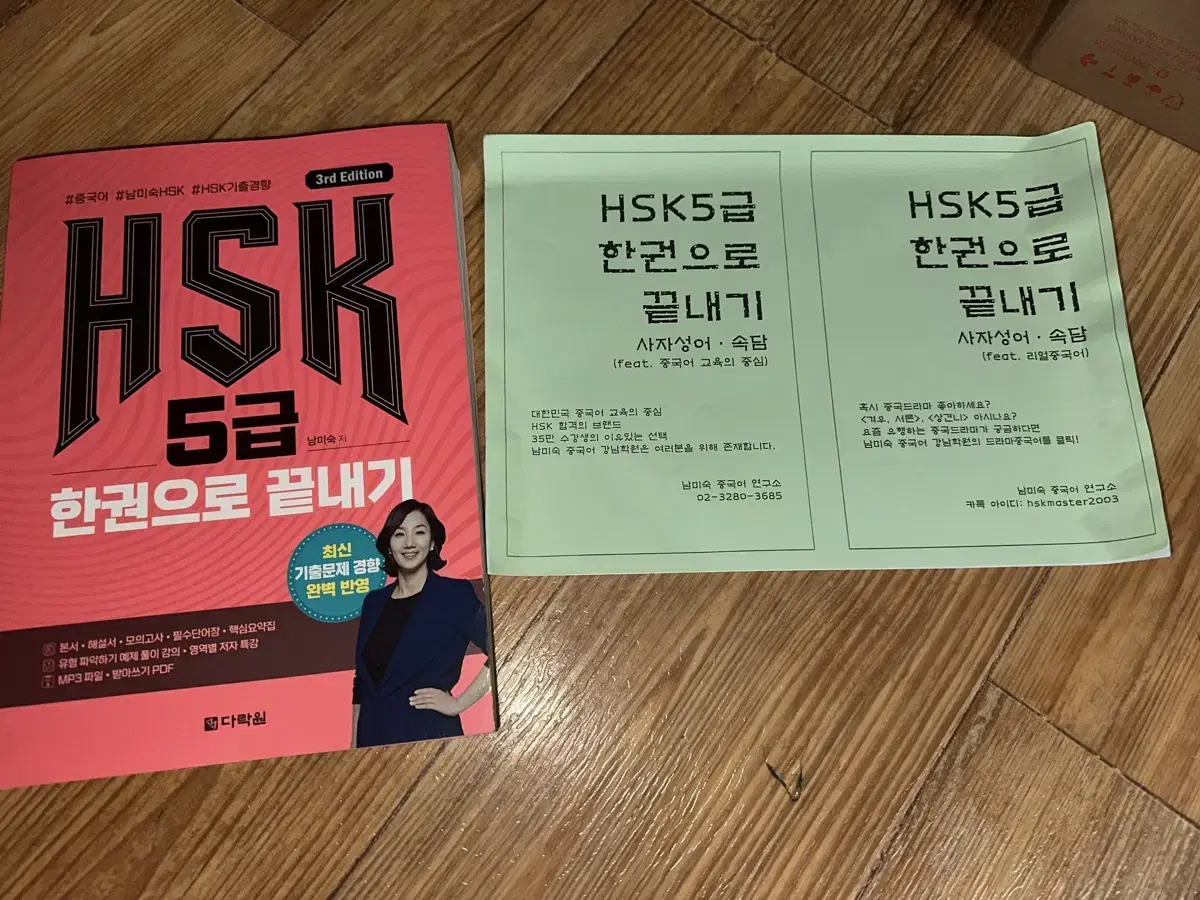 #중국어 #남미숙HSK #HSK기출경향
3rd Edition
HSK
5급
남미숙 저
한권으로 끝내기
최신
기출문제 경향
완벽 반영
본서 • 해설서 • 모의고사 • 필수단어장 • 핵심요약집
유형 파악하기 예제 풀이 강의 • 영역별 저자 특강
MP3 파일 • 받아쓰기 PDF
다락원
HSK5급
한권으로
끝내기
사자성어 · 속담
(feat. 중국어 교육의 중심)
대한민국 중국어 교육의 중심
HSK 합격의 브랜드
35만 수강생의 이유있는 선택
남미숙 중국어 강남학원은 여러분을 위해 존재합니다.
남미숙 중국어 연구소
02-3280-3685
HSK5급
한권으로
끝내기
사자성어 · 속담
(feat. 리얼중국어)
혹시 중국드라마 좋아하세요?
<겨우, 서른>, <상견니> 아시나요?
요즘 유행하는 중국드라마가 궁금하다면
남미숙 중국어 강남학원의 드라마중국어를 클릭!
남미숙 중국어 연구소
카톡 아이디: hskmaster2003